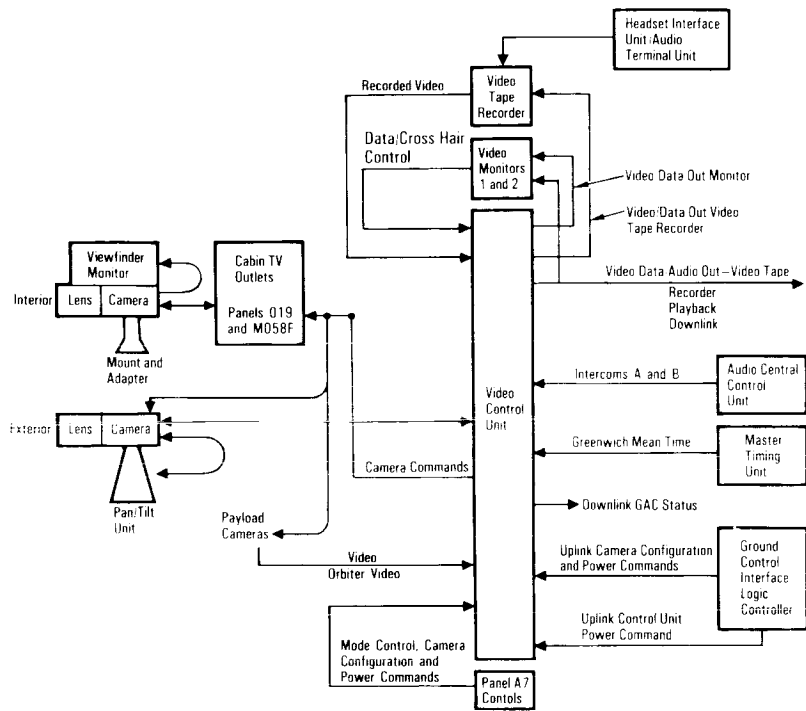 Headset Interface
Unit/Audio
Terminal Unit
Recorded Video
Video
Tape
Recorder
Data/Cross Hair
Control
Video
Monitors
1 and 2
Video Data Out Monitor
Video/Data Out Video
Tape Recorder
Viewfinder
Monitor
Interior
Lens
Camera
Mount and
Adapter
Cabin TV
Outlets
Panels O19
and MO58F
Video Data Audio Out–Video Tape
Recorder
Playback
Downlink
Video
Control
Unit
Intercoms A and B
Audio Central
Control
Unit
Exterior
Lens
Camera
Pan/Tilt
Unit
Camera Commands
Greenwich Mean Time
Master
Timing
Unit
Downlink GAC Status
Payload
Cameras
Video
Orbiter Video
Uplink Camera Configuration
and Power Commands
Ground
Control
Interface
Logic
Controller
Uplink Control Unit
Power Command
Mode Control, Camera
Configuration and
Power Commands
Panel A7
Contols